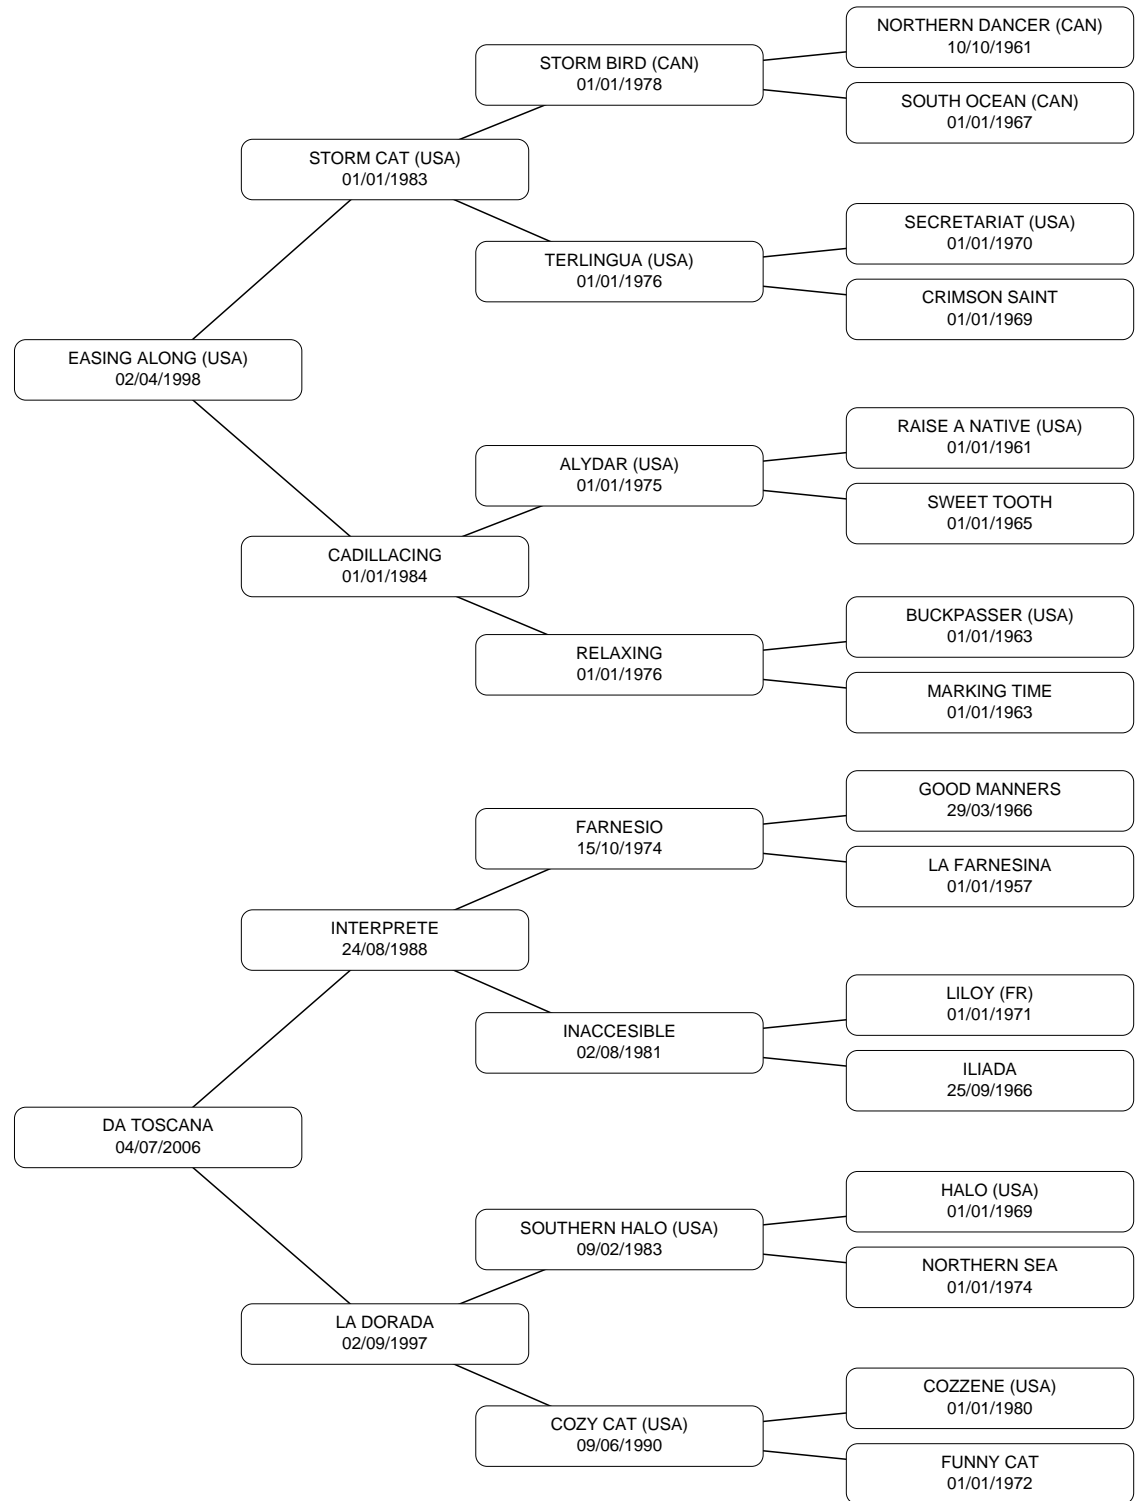 NORTHERN DANCER (CAN)
10/10/1961
STORM BIRD (CAN)
01/01/1978
SOUTH OCEAN (CAN)
01/01/1967
STORM CAT (USA)
01/01/1983
SECRETARIAT (USA)
01/01/1970
TERLINGUA (USA)
01/01/1976
CRIMSON SAINT
01/01/1969
EASING ALONG (USA)
02/04/1998
RAISE A NATIVE (USA)
01/01/1961
ALYDAR (USA)
01/01/1975
SWEET TOOTH
01/01/1965
CADILLACING
01/01/1984
BUCKPASSER (USA)
01/01/1963
RELAXING
01/01/1976
MARKING TIME
01/01/1963
GOOD MANNERS
29/03/1966
FARNESIO
15/10/1974
LA FARNESINA
01/01/1957
INTERPRETE
24/08/1988
LILOY (FR)
01/01/1971
INACCESIBLE
02/08/1981
ILIADA
25/09/1966
DA TOSCANA
04/07/2006
HALO (USA)
01/01/1969
SOUTHERN HALO (USA)
09/02/1983
NORTHERN SEA
01/01/1974
LA DORADA
02/09/1997
COZZENE (USA)
01/01/1980
COZY CAT (USA)
09/06/1990
FUNNY CAT
01/01/1972